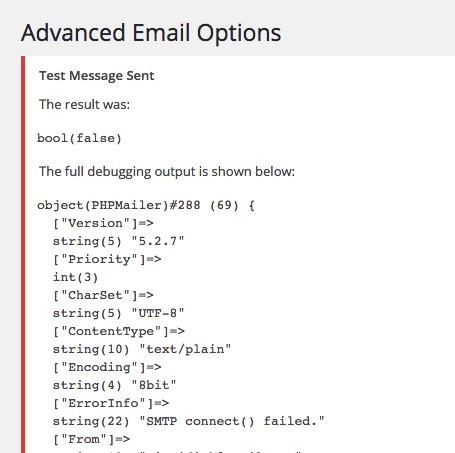 Advanced Email Options
Test Message Sent
The result was:
bool(false)
The full debugging output is shown below:
object(PHPMailer)#288 (69) {
["Version"]=>
string(5) "5.2.7"
["Priority"]=>
int(3)
["CharSet"]=>
string(5) "UTF-8"
["ContentType"]=>
string(10) "text/plain"
["Encoding"]=>
string(4) "8bit"
["ErrorInfo"]=>
string(22) "SMTP connect() failed."
["From"]=>